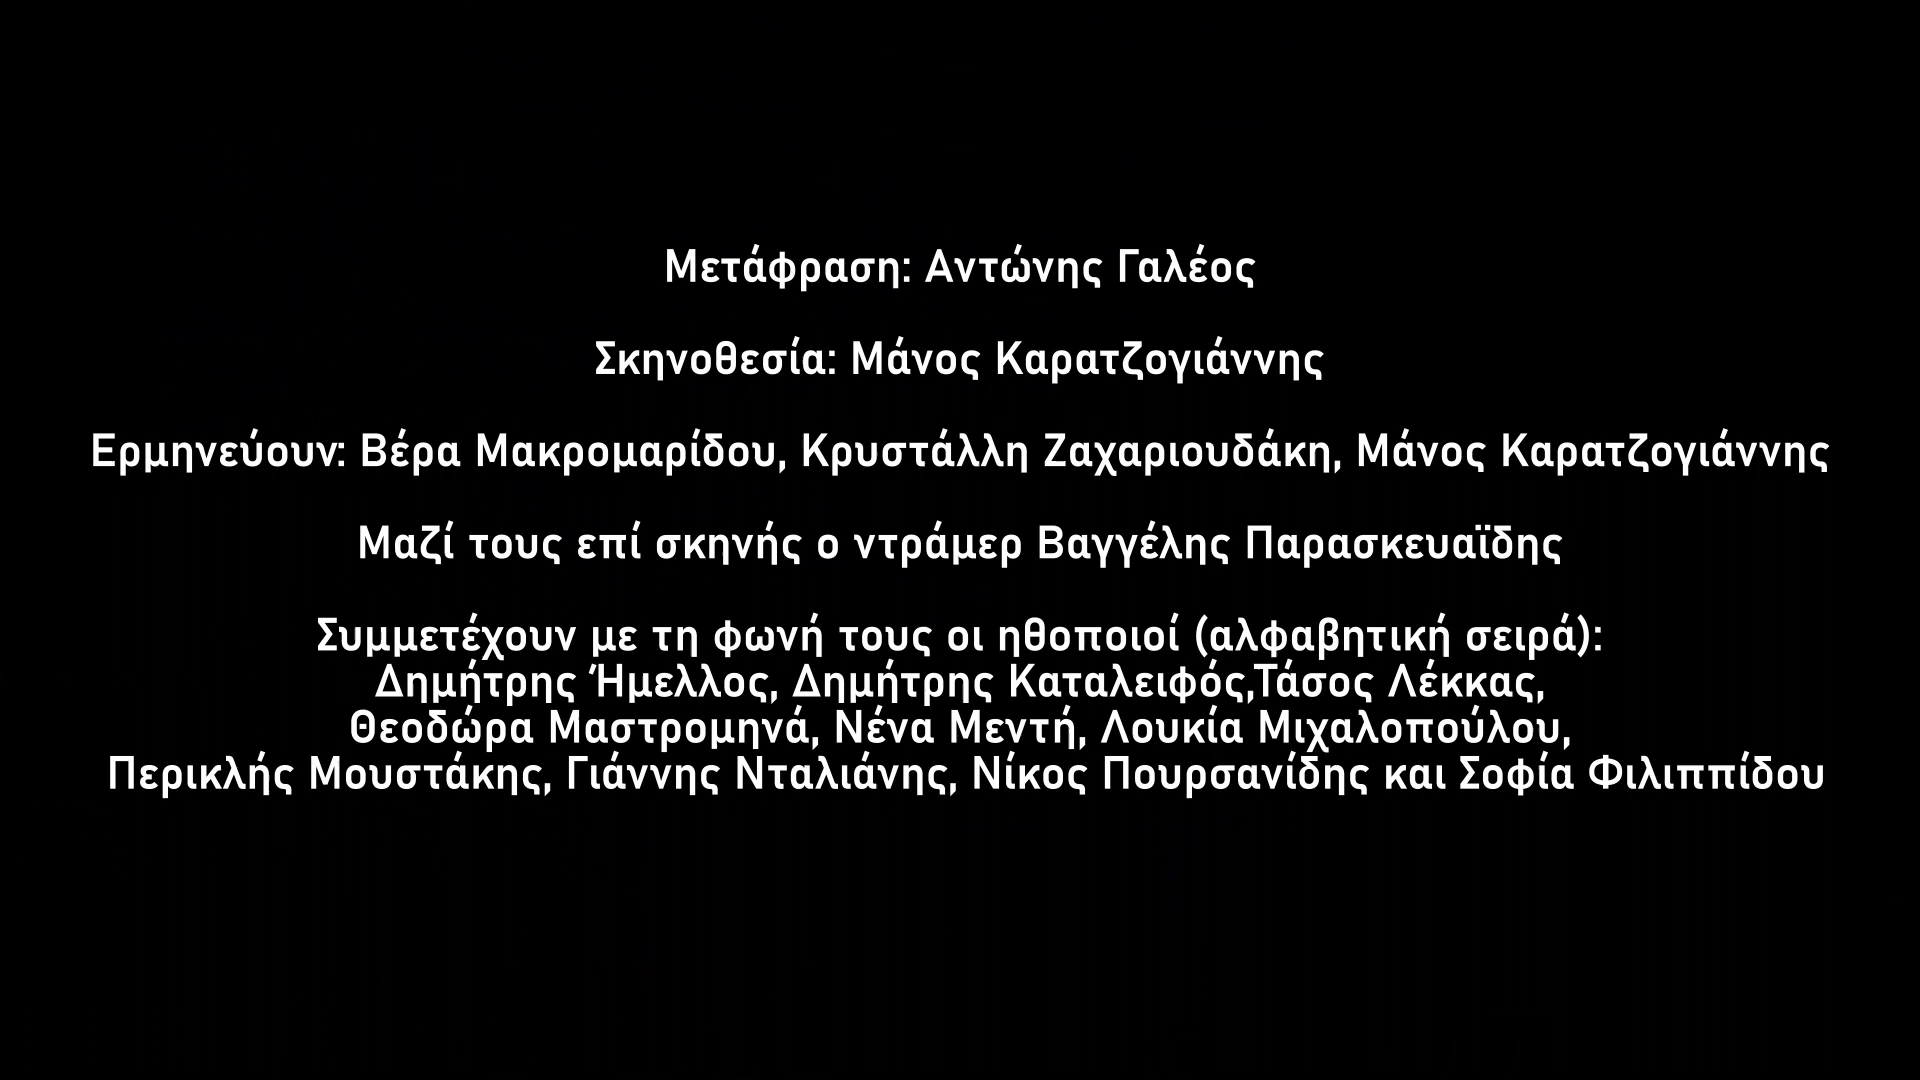 Μετάφραση: Αντώνης Γαλέος
Σκηνοθεσία: Μάνος Καρατζογιάννης
Ερμηνεύουν: Βέρα Μακρομαρίδου, Κρυστάλλη Ζαχαριουδάκη, Μάνος Καρατζογιάννης
Μαζί τους επί σκηνής ο ντράμερ Βαγγέλης Παρασκευαϊδης
Συμμετέχουν με τη φωνή τους οι ηθοποιοί (αλφαβητική σειρά):
Δημήτρης Ήμελλος, Δημήτρης Καταλειφός,Τάσος Λέκκας,
Θεοδώρα Μαστρομηνά, Νένα Μεντή, Λουκία Μιχαλοπούλου,
Περικλής Μουστάκης, Γιάννης Νταλιάνης, Νίκος Πουρσανίδης και Σοφία Φιλιππίδου